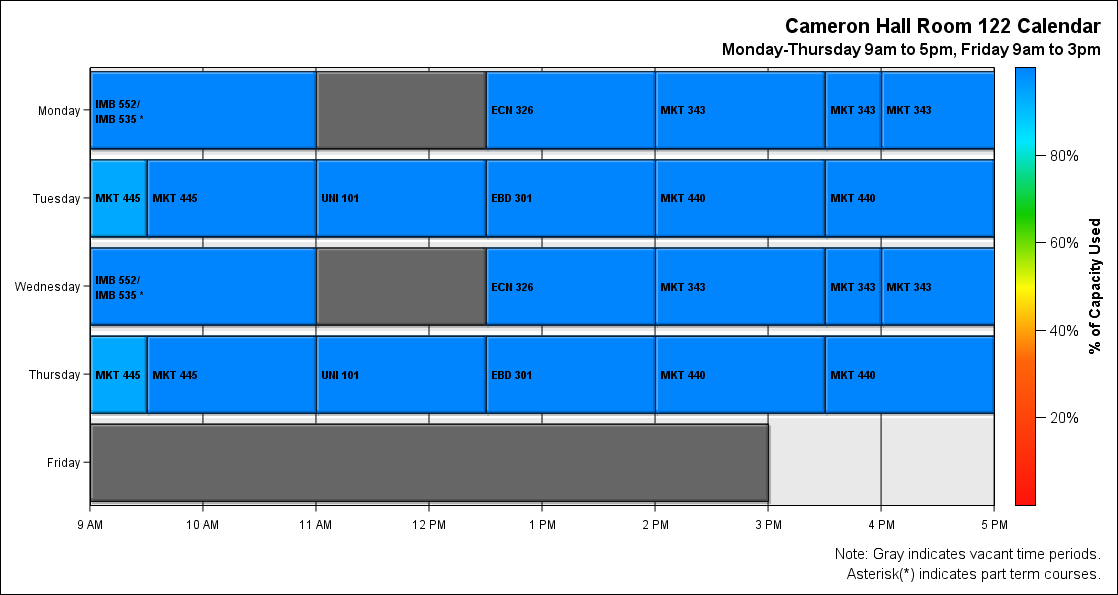 Cameron Hall Room 122 Calendar
Monday-Thursday 9am to 5pm, Friday 9am to 3pm
Monday
IMB 552/
IMB 535 *
ECN 326
MKT 343
MKT 343
MKT 343
Tuesday
MKT 445
MKT 445
UNI 101
EBD 301
MKT 440
MKT 440
Wednesday
IMB 552/
IMB 535 *
ECN 326
MKT 343
MKT 343
MKT 343
Thursday
MKT 445
MKT 445
UNI 101
EBD 301
MKT 440
MKT 440
Friday
9 AM
10 AM
11 AM
12 PM
1 PM
2 PM
3 PM
4 PM
5 PM
80%
60%
40%
20%
% of Capacity Used
Note: Gray indicates vacant time periods.
Asterisk(*) indicates part term courses.